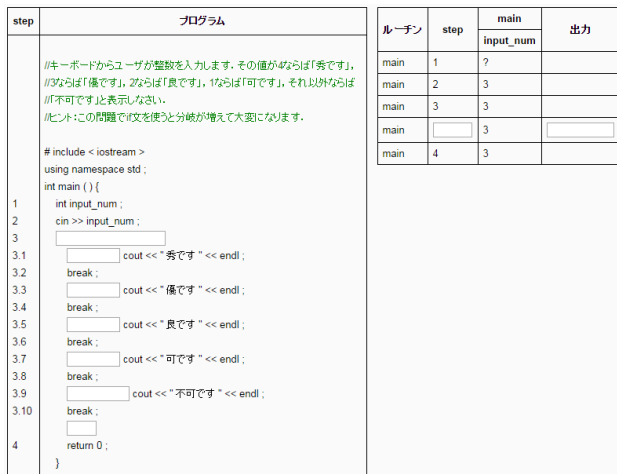 step プログラム
//キーボードからユーザが整数を入力します．その値が4ならば「秀です」，
//3ならば「優です」，2ならば「良です」，1ならば「可です」，それ以外ならば
//「不可です」と表示しなさい．
//ヒント：この問題でif文を使うと分岐が増えて大変になります．
# include < iostream >
using namespace std ;
int main ( ) {
1 int input_num ;
2 cin >> input_num ;
3
3.1 cout << " 秀です " << endl ;
3.2 break ;
3.3 cout << " 優です " << endl ;
3.4 break ;
3.5 cout << " 良です " << endl ;
3.6 break ;
3.7 cout << " 可です " << endl ;
3.8 break ;
3.9 cout << " 不可です " << endl ;
3.10 break ;
4 return 0 ;
}
ルーチン step main 出力
input_num
main 1 ?
main 2 3
main 3 3
main 3
main 4 3